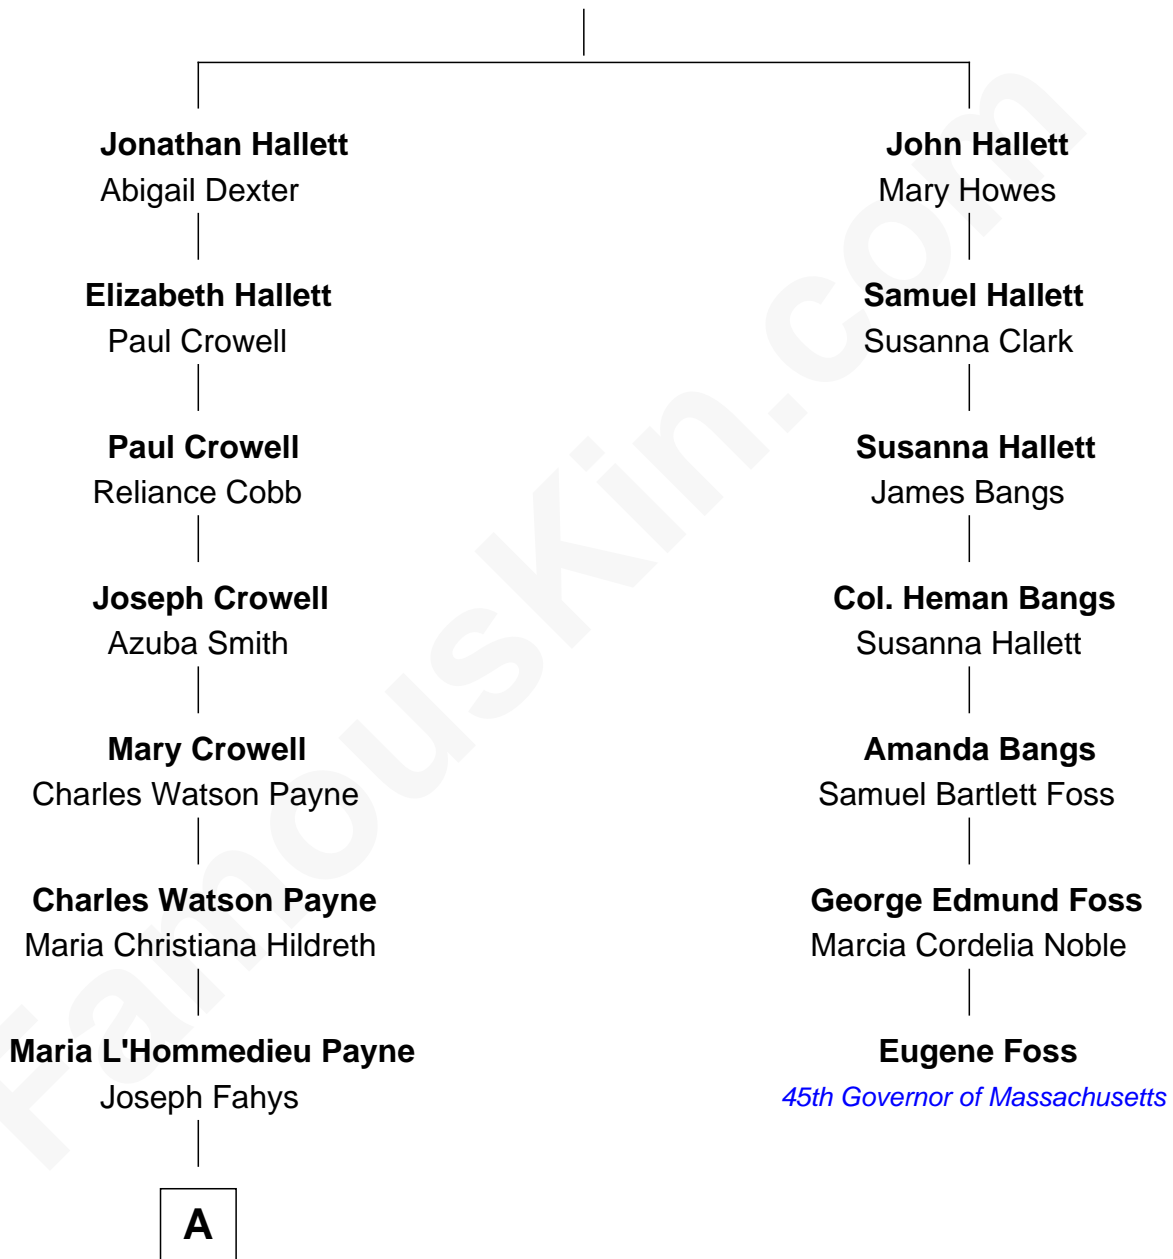 Jonathan Hallett
Abigail Dexter
Elizabeth Hallett
Paul Crowell
Paul Crowell
Reliance Cobb
Joseph Crowell
Azuba Smith
Mary Crowell
Charles Watson Payne
Charles Watson Payne
Maria Christiana Hildreth
Maria L'Hommedieu Payne
Joseph Fahys
A
John Hallett
Mary Howes
Samuel Hallett
Susanna Clark
Susanna Hallett
James Bangs
Col. Heman Bangs
Susanna Hallett
Amanda Bangs
Samuel Bartlett Foss
George Edmund Foss
Marcia Cordelia Noble
Eugene Foss
45th Governor of Massachusetts
FamousKin.com